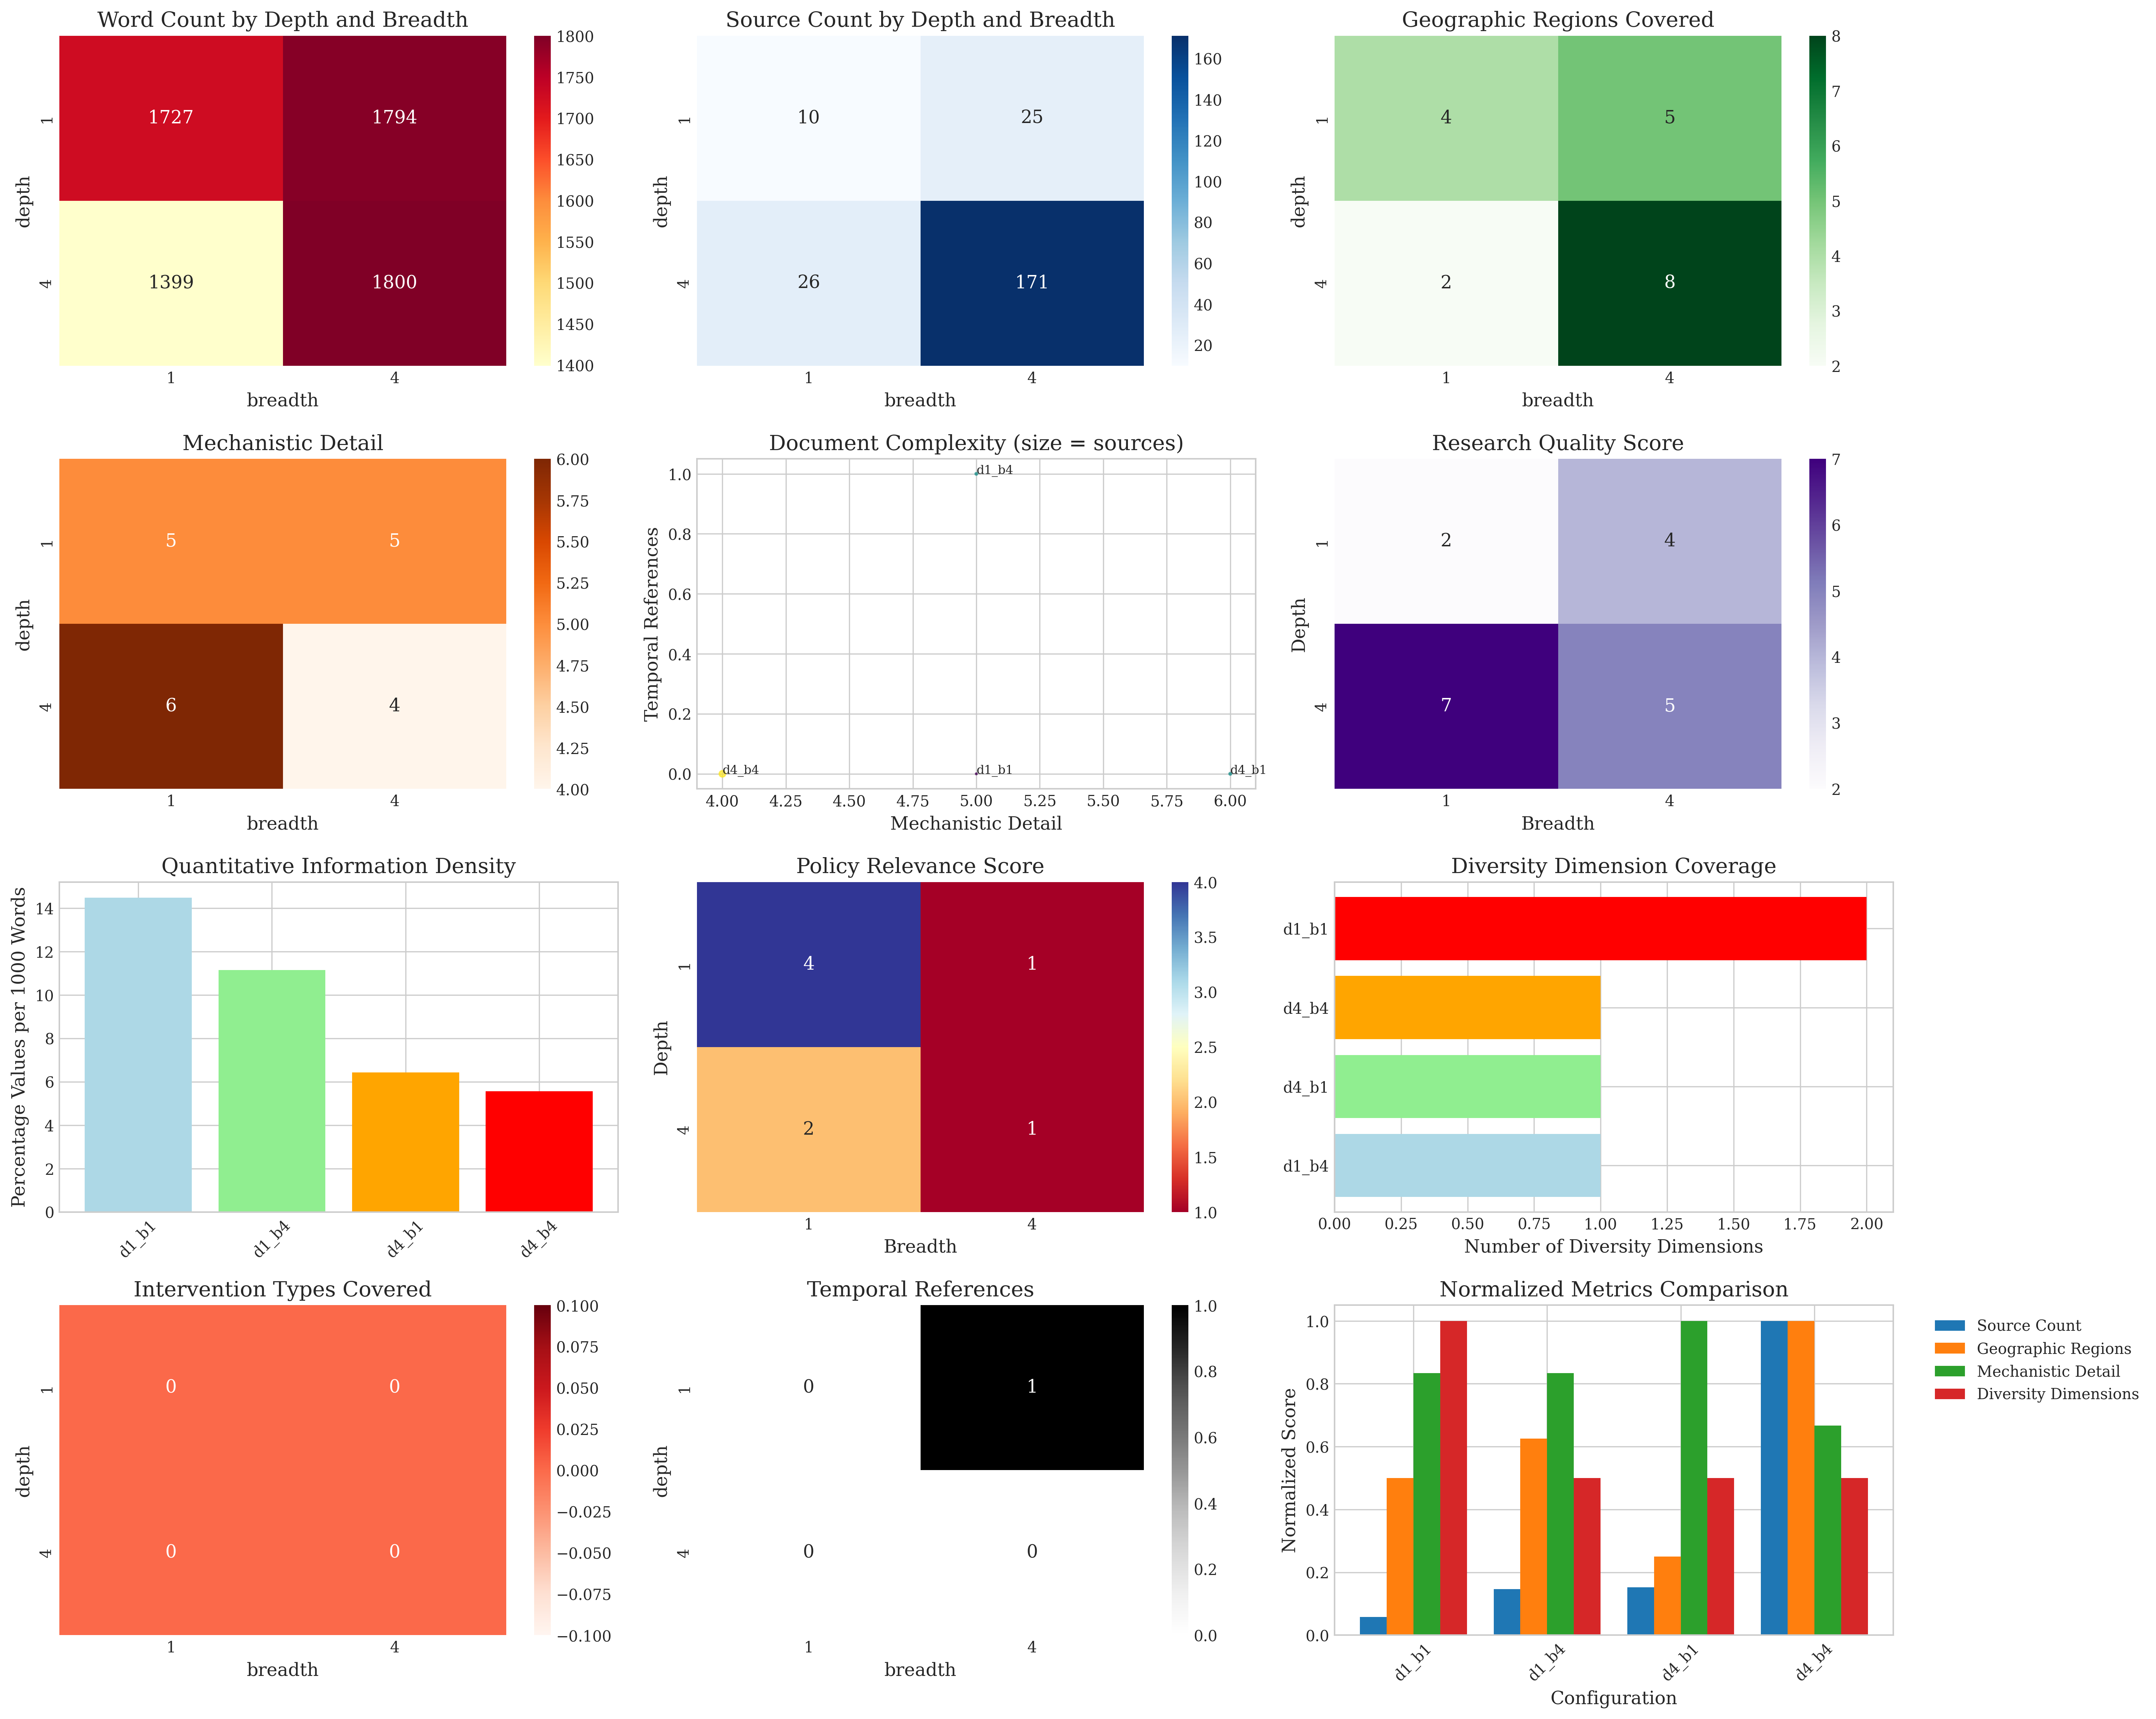 Word Count by Depth and Breadth
1727 1794
1399 1800
1
4
depth
1 4
breadth
1800
1750
1700
1650
1600
1550
1500
1450
1400
Source Count by Depth and Breadth
10 25
26 171
1
4
depth
1 4
breadth
160
140
120
100
80
60
40
20
Geographic Regions Covered
4 5
2 8
1
4
depth
1 4
breadth
8
7
6
5
4
3
2
Mechanistic Detail
5 5
6 4
1
4
depth
1 4
breadth
6.00
5.75
5.50
5.25
5.00
4.75
4.50
4.25
4.00
Document Complexity (size = sources)
Temporal References
1.0
0.8
0.6
0.4
0.2
0.0
d1_b4
d4_b4
d1_b1
d4_b1
4.00 4.25 4.50 4.75 5.00 5.25 5.50 5.75 6.00
Mechanistic Detail
Research Quality Score
2 4
7 5
1
4
Depth
1 4
Breadth
7
6
5
4
3
2
Quantitative Information Density
Percentage Values per 1000 Words
14
12
10
8
6
4
2
0
d1_b1 d1_b4 d4_b1 d4_b4
Policy Relevance Score
4 1
2 1
1
4
Depth
1 4
Breadth
4.0
3.5
3.0
2.5
2.0
1.5
1.0
Diversity Dimension Coverage
d1_b1
d4_b4
d4_b1
d1_b4
0.00 0.25 0.50 0.75 1.00 1.25 1.50 1.75 2.00
Number of Diversity Dimensions
Intervention Types Covered
0 0
0 0
1
4
depth
1 4
breadth
0.100
0.075
0.050
0.025
0.000
−0.025
−0.050
−0.075
−0.100
Temporal References
0 1
0 0
1
4
depth
1 4
breadth
1.0
0.8
0.6
0.4
0.2
0.0
Normalized Metrics Comparison
Normalized Score
1.0
0.8
0.6
0.4
0.2
0.0
d1_b1 d1_b4 d4_b1 d4_b4
Configuration
Source Count
Geographic Regions
Mechanistic Detail
Diversity Dimensions